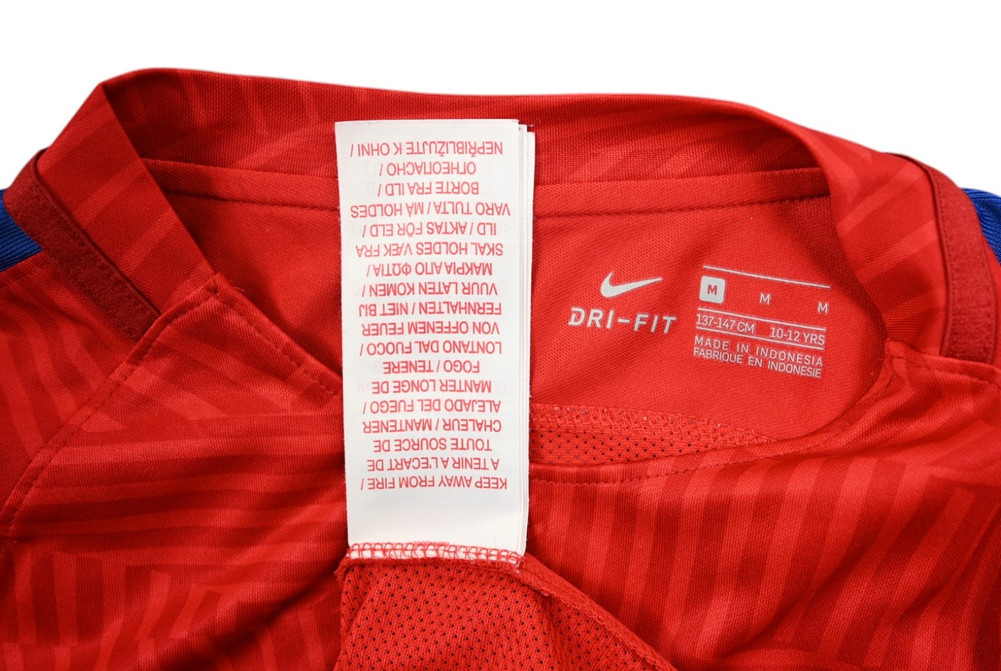 KEEP AWAY FROM FIRE /
A TENIR A L'ECART DE
TOUTE SOURCE DE
CHALEUR / MANTENER
ALEJADO DEL FUEGO /
MANTER LONGE DE
FOGO / TENERE
LONTANO DAL FUOCO /
VON OFFENEM FEUER
FERNHALTEN / NIET BIJ
VUUR LATEN KOMEN /
ΜΑΚΡΙΑ ΑΠΟ ΦΩΤΙΑ /
SKAL HOLDES VÆK FRA
ILD / AKTAS FÖR ELD /
VARO TULTA / MÅ HOLDES
BORTE FRA ILD /
ОГНЕОПАСНО /
NEPŘIBLIŽUJTE K OHNI /
DRI-FIT
M M M
137-147 CM 10-12 YRS
MADE IN INDONESIA
FABRIQUE EN INDONESIE